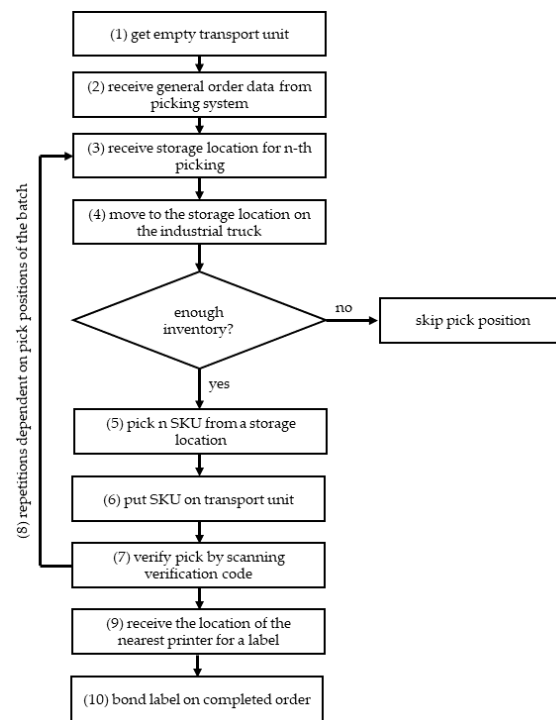 (1) get empty transport unit
(2) receive general order data from
picking system
(3) receive storage location for n-th
picking
(4) move to the storage location on
the industrial truck
enough
inventory?
no
skip pick position
yes
(5) pick n SKU from a storage
location
(6) put SKU on transport unit
(7) verify pick by scanning
verification code
(8) repetitions dependent on pick positions of the batch
(9) receive the location of the
nearest printer for a label
(10) bond label on completed order